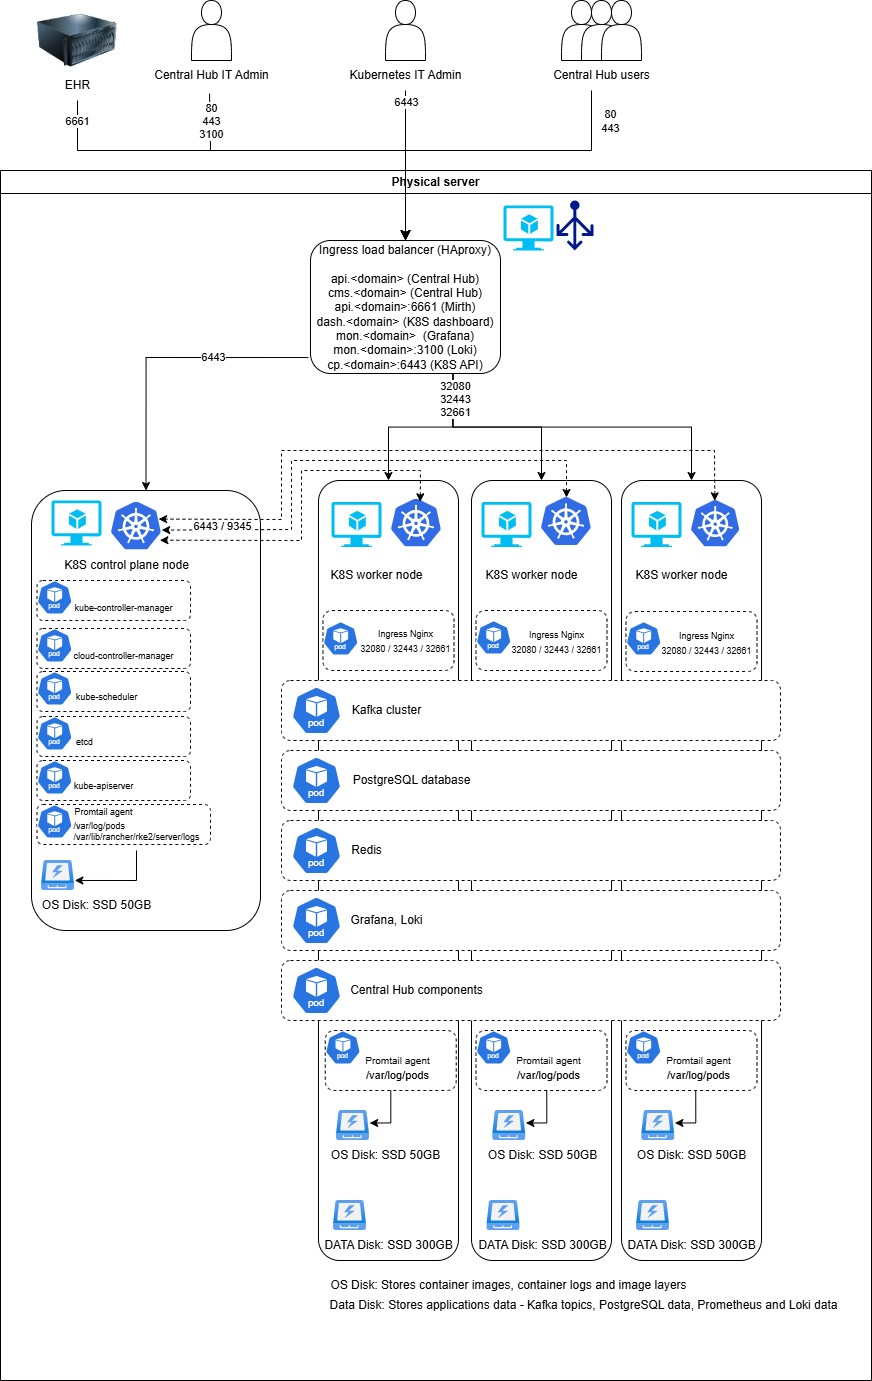 EHR
Central Hub IT Admin
Kubernetes IT Admin
Central Hub users
6661
80
443
3100
6443
80
443
Physical server
Ingress load balancer (HAproxy)
api.<domain> (Central Hub)
cms.<domain> (Central Hub)
api.<domain>:6661 (Mirth)
dash.<domain> (K8S dashboard)
mon.<domain> (Grafana)
mon.<domain>:3100 (Loki)
cp.<domain>:6443 (K8S API)
6443
32080
32443
32661
6443 / 9345
K8S control plane node
pod
kube-controller-manager
pod
cloud-controller-manager
pod
kube-scheduler
pod
etcd
pod
kube-apiserver
pod
Promtail agent
/var/log/pods
/var/lib/rancher/rke2/server/logs
OS Disk: SSD 50GB
K8S worker node
K8S worker node
K8S worker node
pod
Ingress Nginx
32080 / 32443 / 32661
pod
Ingress Nginx
32080 / 32443 / 32661
pod
Ingress Nginx
32080 / 32443 / 32661
pod
Kafka cluster
pod
PostgreSQL database
pod
Redis
pod
Grafana, Loki
pod
Central Hub components
pod
Promtail agent
/var/log/pods
pod
Promtail agent
/var/log/pods
pod
Promtail agent
/var/log/pods
OS Disk: SSD 50GB
OS Disk: SSD 50GB
OS Disk: SSD 50GB
DATA Disk: SSD 300GB
DATA Disk: SSD 300GB
DATA Disk: SSD 300GB
OS Disk: Stores container images, container logs and image layers
Data Disk: Stores applications data - Kafka topics, PostgreSQL data, Prometheus and Loki data